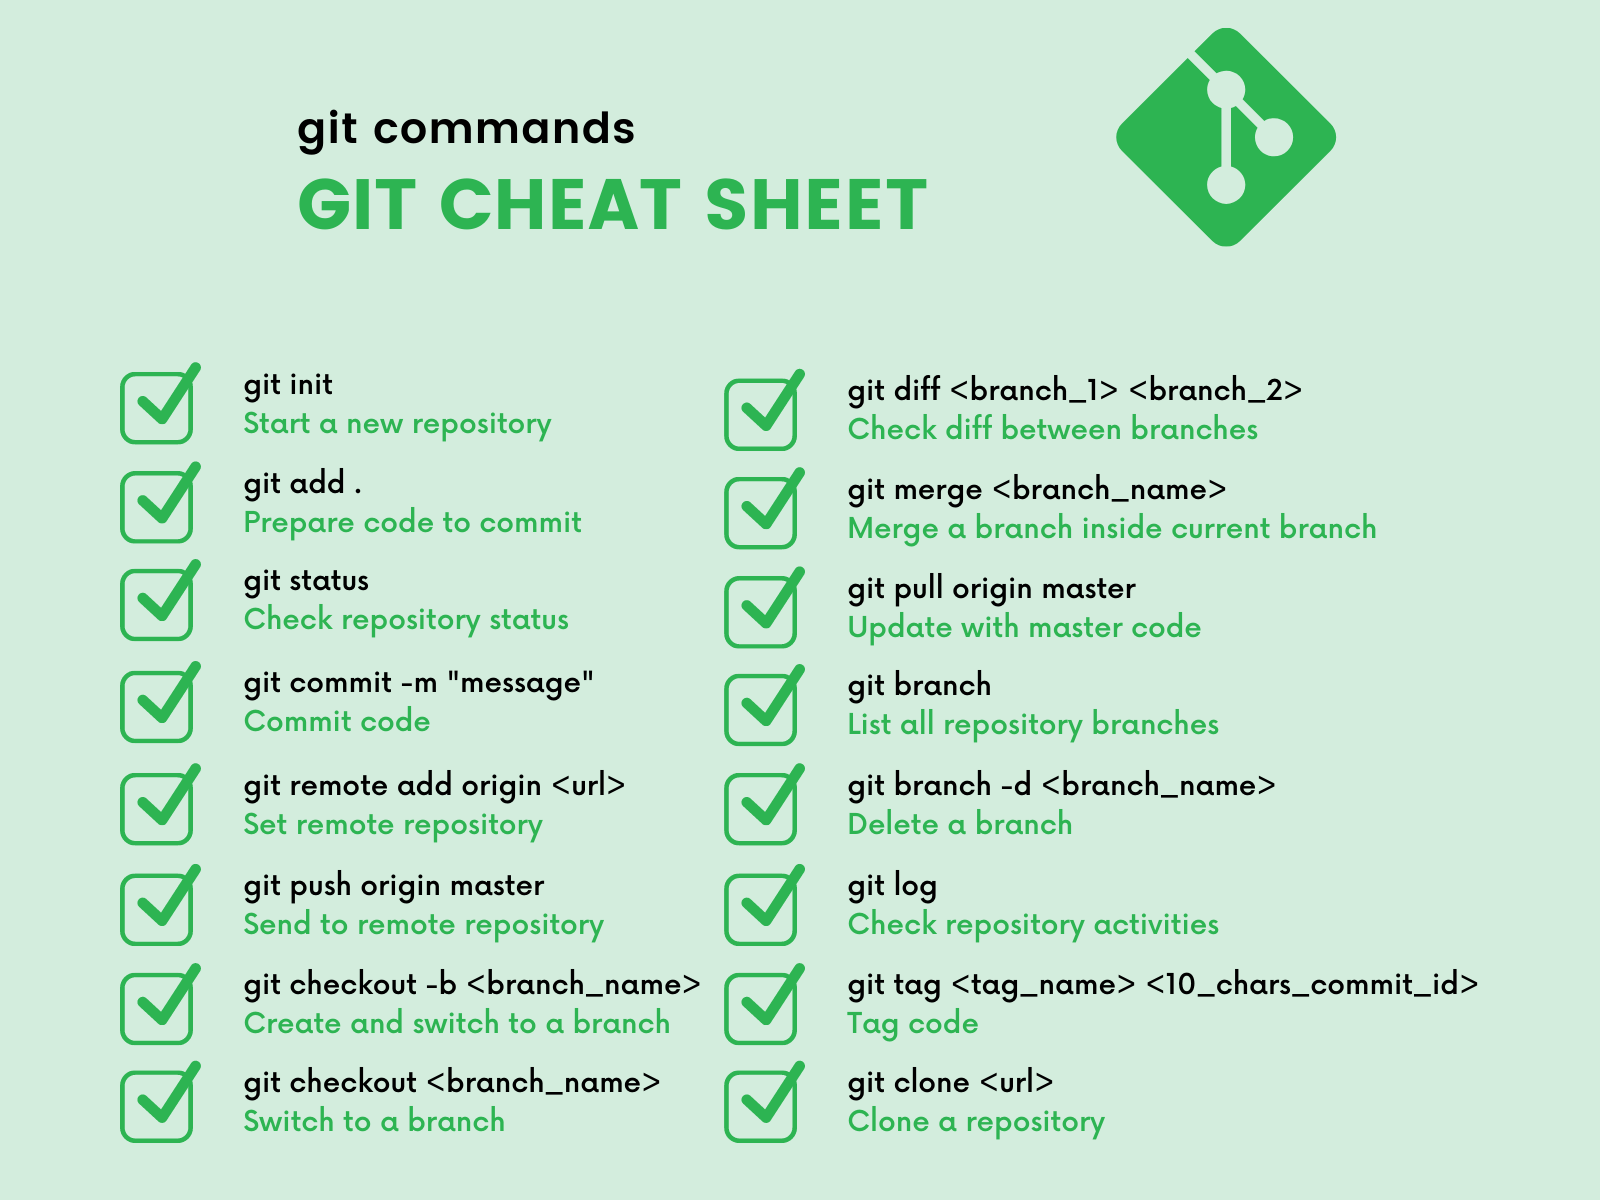 git commands
GIT CHEAT SHEET
git init
Start a new repository
git add .
Prepare code to commit
git status
Check repository status
git commit -m "message"
Commit code
git remote add origin <url>
Set remote repository
git push origin master
Send to remote repository
git checkout -b <branch_name>
Create and switch to a branch
git checkout <branch_name>
Switch to a branch
git diff <branch_1> <branch_2>
Check diff between branches
git merge <branch_name>
Merge a branch inside current branch
git pull origin master
Update with master code
git branch
List all repository branches
git branch -d <branch_name>
Delete a branch
git log
Check repository activities
git tag <tag_name> <10_chars_commit_id>
Tag code
git clone <url>
Clone a repository